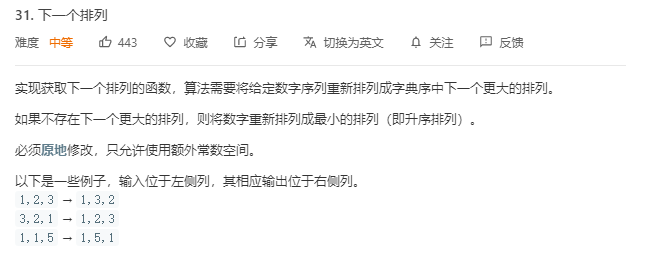 31. 下一个排列
难度 中等 443 收藏 分享 切换为英文 关注 反馈
实现获取下一个排列的函数，算法需要将给定数字序列重新排列成字典序中下一个更大的排列。
如果不存在下一个更大的排列，则将数字重新排列成最小的排列（即升序排列）。
必须原地修改，只允许使用额外常数空间。
以下是一些例子，输入位于左侧列，其相应输出位于右侧列。
1,2,3 → 1,3,2
3,2,1 → 1,2,3
1,1,5 → 1,5,1